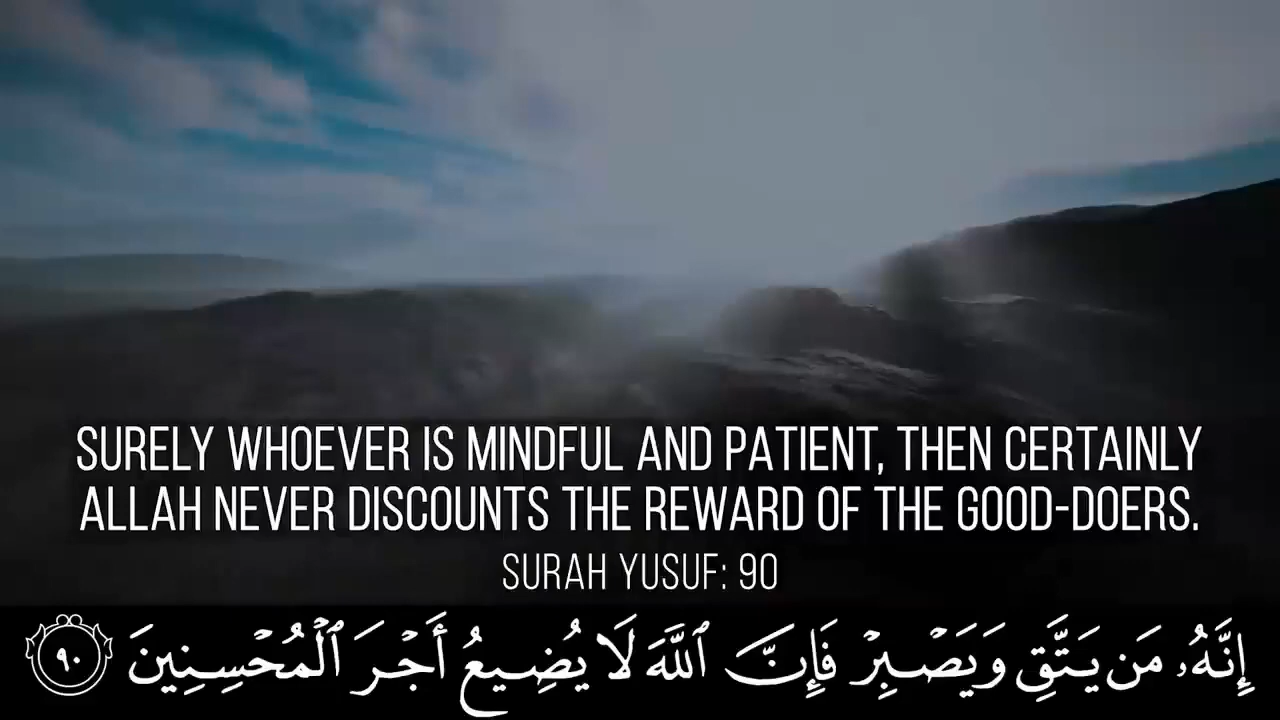 SURELY WHOEVER IS MINDFUL AND PATIENT, THEN CERTAINLY
ALLAH NEVER DISCOUNTS THE REWARD OF THE GOOD-DOERS.
SURAH YUSUF: 90
إِنَّهُۥ مَن يَتَّقِ وَيَصْبِرْ فَإِنَّ ٱللَّهَ لَا يُضِيعُ أَجْرَ ٱلْمُحْسِنِينَ ٩٠